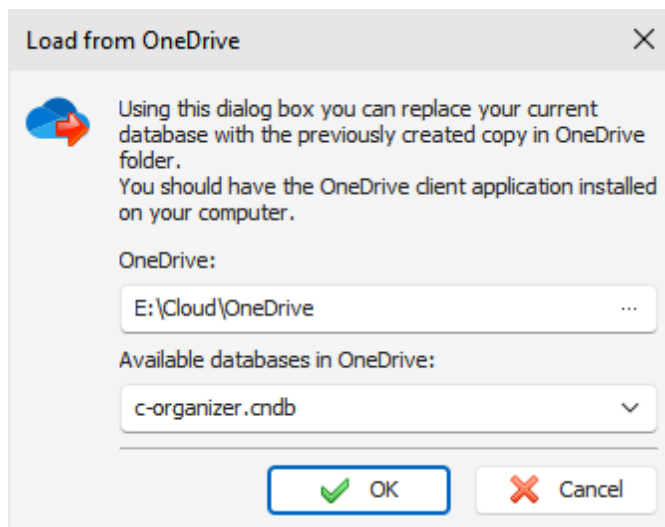 Load from OneDrive
Using this dialog box you can replace your current
database with the previously created copy in OneDrive
folder.
You should have the OneDrive client application installed
on your computer.
OneDrive:
E:\Cloud\OneDrive
...
Available databases in OneDrive:
c-organizer.cndb
OK
Cancel